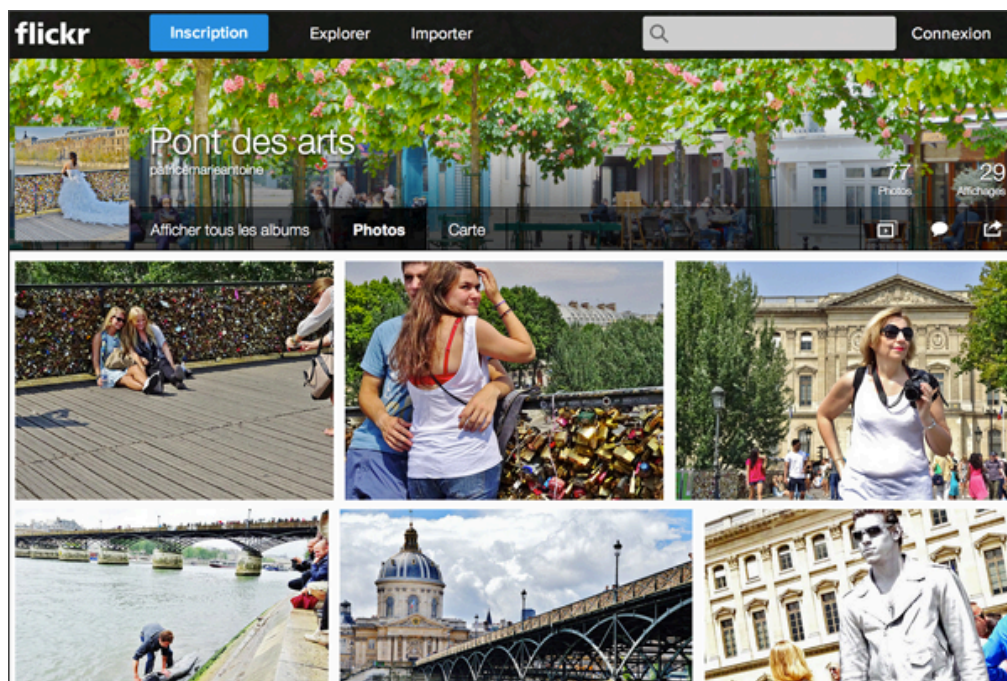 flickr
Inscription
Explorer
Importer
Connexion
Pont des arts
patricemarieantoine
77
Photos
29
Affichages
Afficher tous les albums
Photos
Carte